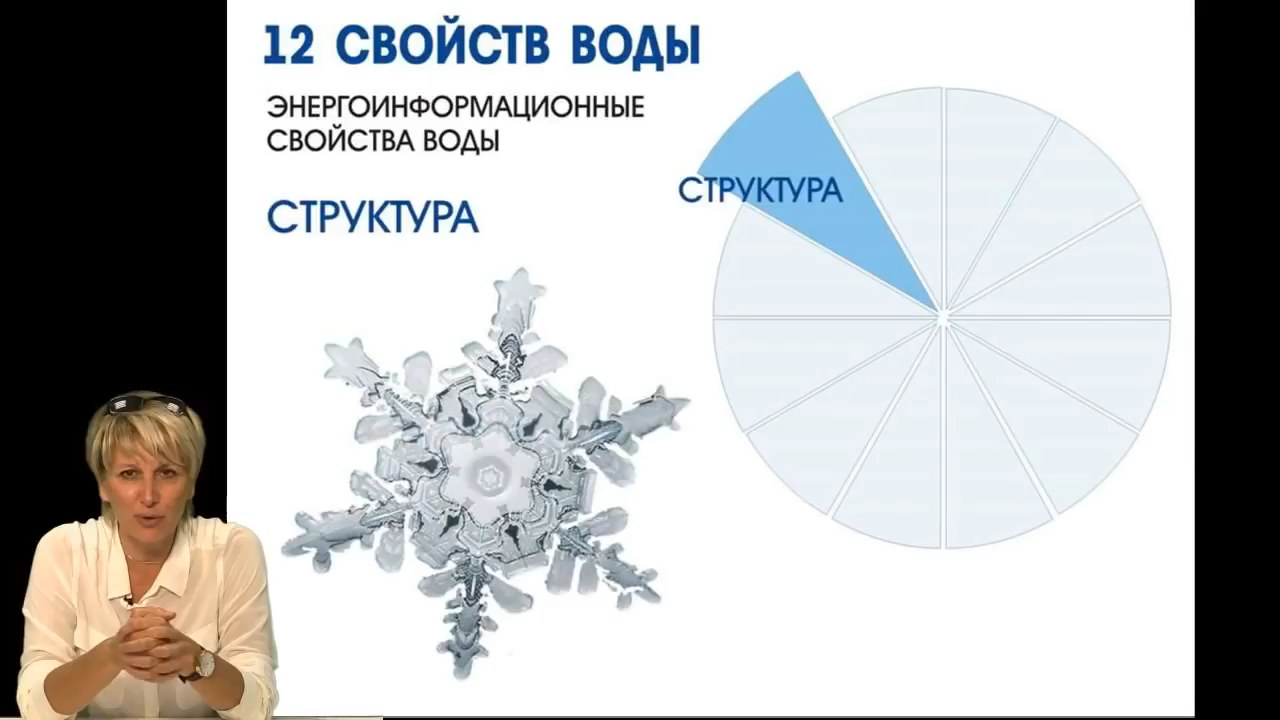 12 СВОЙСТВ ВОДЫ
ЭНЕРГОИНФОРМАЦИОННЫЕ
СВОЙСТВА ВОДЫ
СТРУКТУРА
СТРУКТУРА